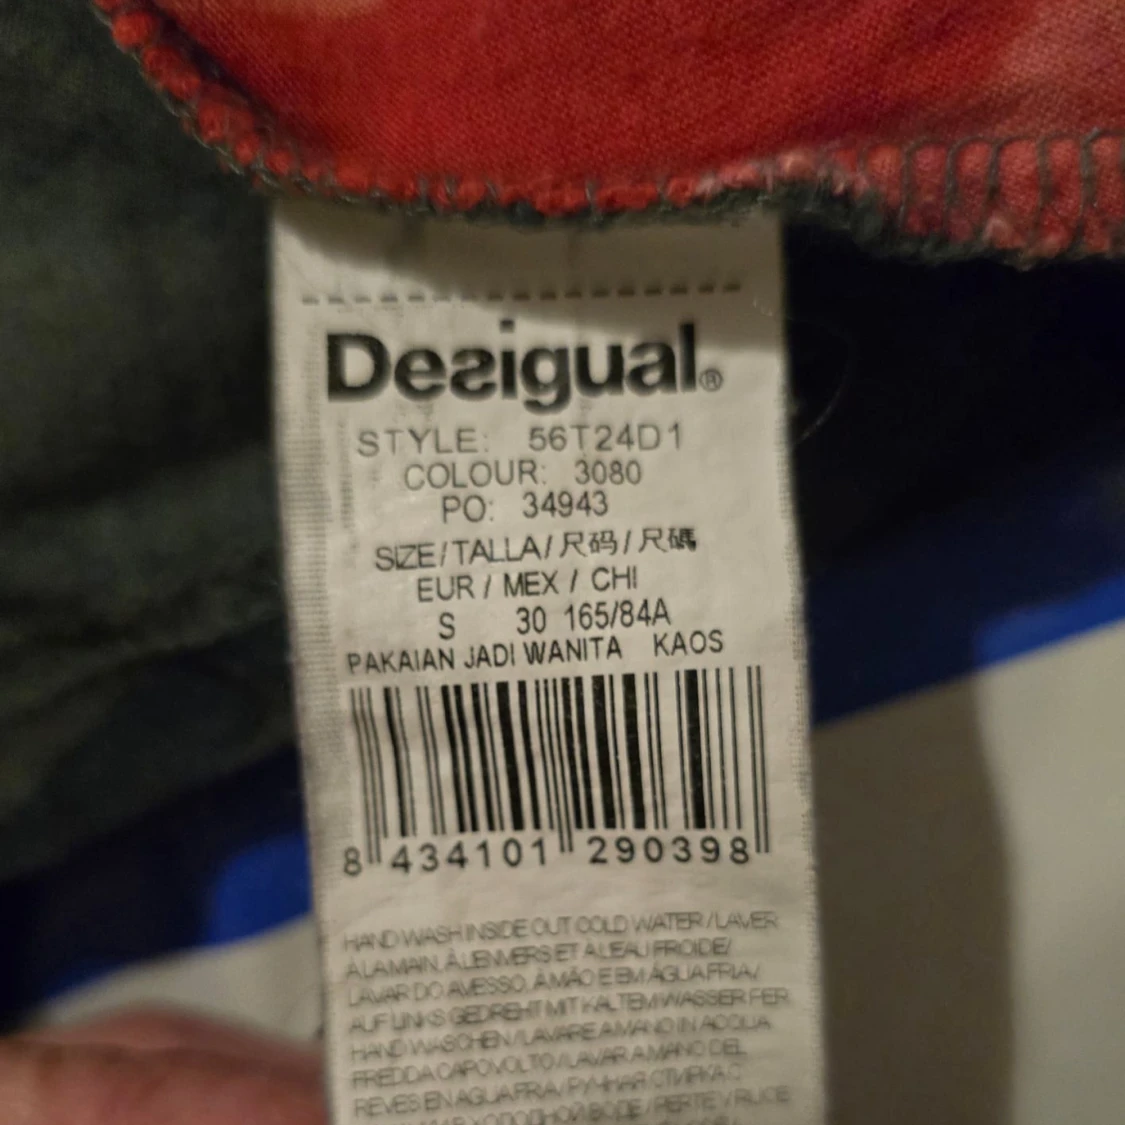 Desigual®
STYLE: 56T24D1
COLOUR: 3080
PO: 34943
SIZE/TALLA/尺码/尺碼
EUR / MEX / CHI
S 30 165/84A
PAKAIAN JADI WANITA KAOS
8 434101 290398
HAND WASH INSIDE OUT COLD WATER / LAVER
À LA MAIN, À L'ENVERS ET À L'EAU FROIDE/
LAVAR DO AVESSO, À MÃO E EM ÁGUA FRIA/
AUF LINKS GEDREHT MIT KALTEM WASSER PER
HAND WASCHEN / LAVARE A MANO IN ACQUA
FREDDA CAPOVOLTO / LAVAR A MANO DEL
REVES EN AGUA FRIA / РУЧНАЯ СТИРКА С
ХОЛОДНОЙ ВОДЕ /